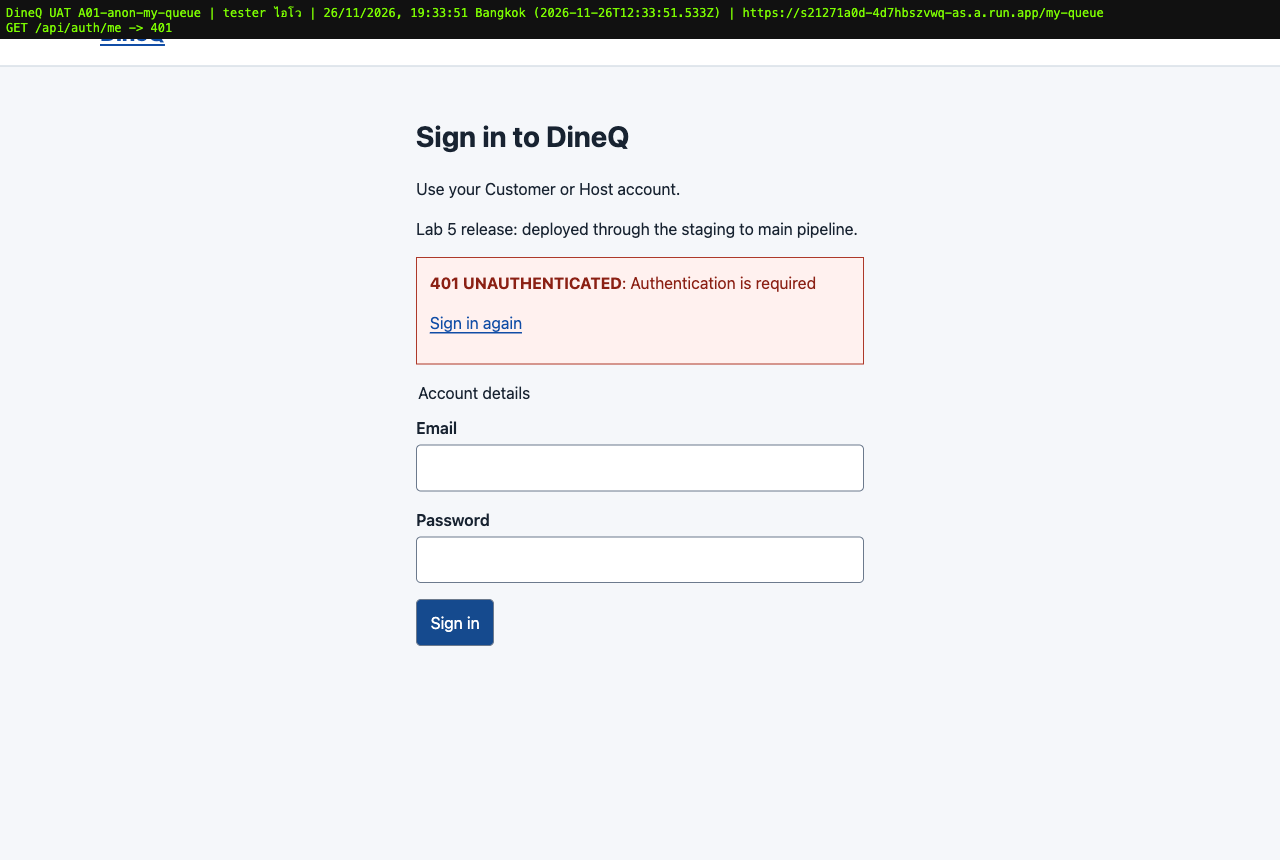 DineQ UAT A01-anon-my-queue | tester ไอโว | 26/11/2026, 19:33:51 Bangkok (2026-11-26T12:33:51.533Z) | https://s21271a0d-4d7hbszvwq-as.a.run.app/my-queue
GET /api/auth/me -> 401
DineQ
Sign in to DineQ
Use your Customer or Host account.
Lab 5 release: deployed through the staging to main pipeline.
401 UNAUTHENTICATED: Authentication is required
Sign in again
Account details
Email
Password
Sign in